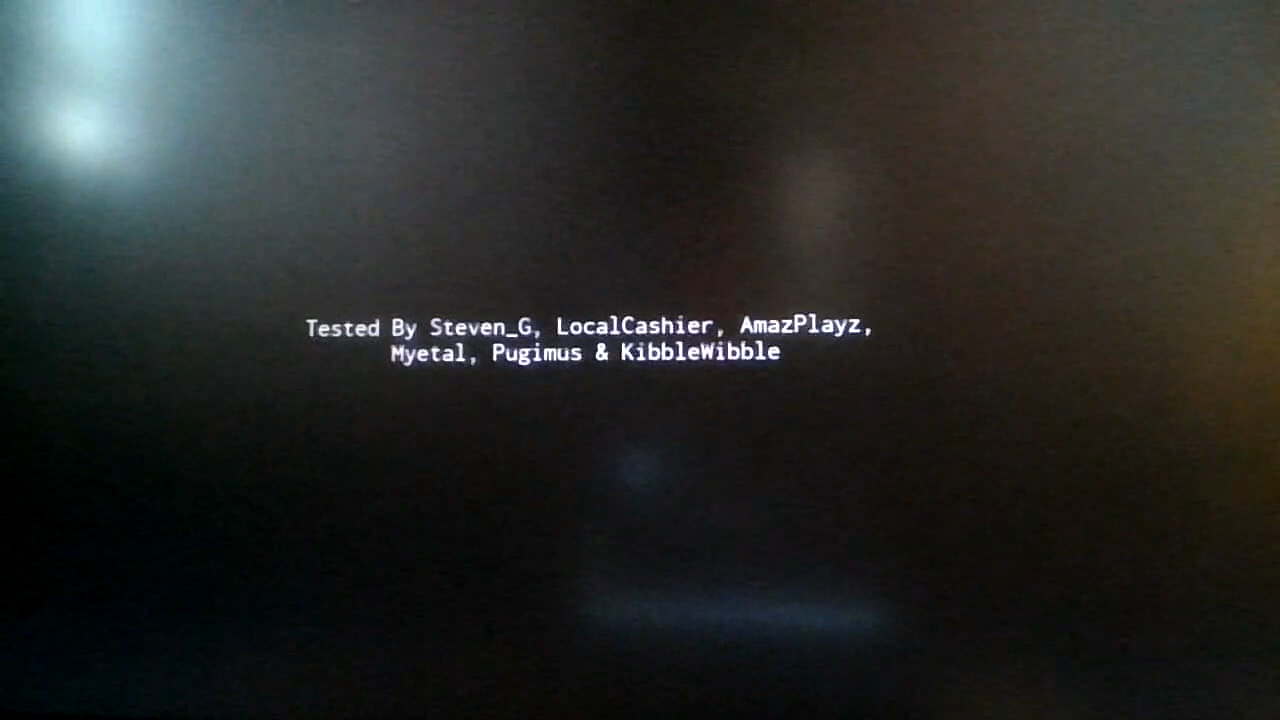 Tested By Steven_G, LocalCashier, AmazPlayz,
Myetal, Pugimus & KibbleWibble